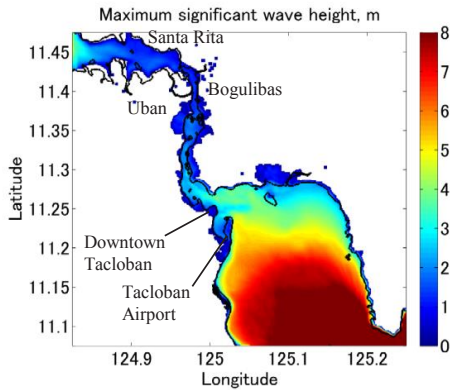 Maximum significant wave height, m
Santa Rita
Bogulibas
Uban
Downtown
Tacloban
Tacloban
Airport
Latitude
11.45
11.4
11.35
11.3
11.25
11.2
11.15
11.1
124.9
125
125.1
125.2
Longitude
8
7
6
5
4
3
2
1
0